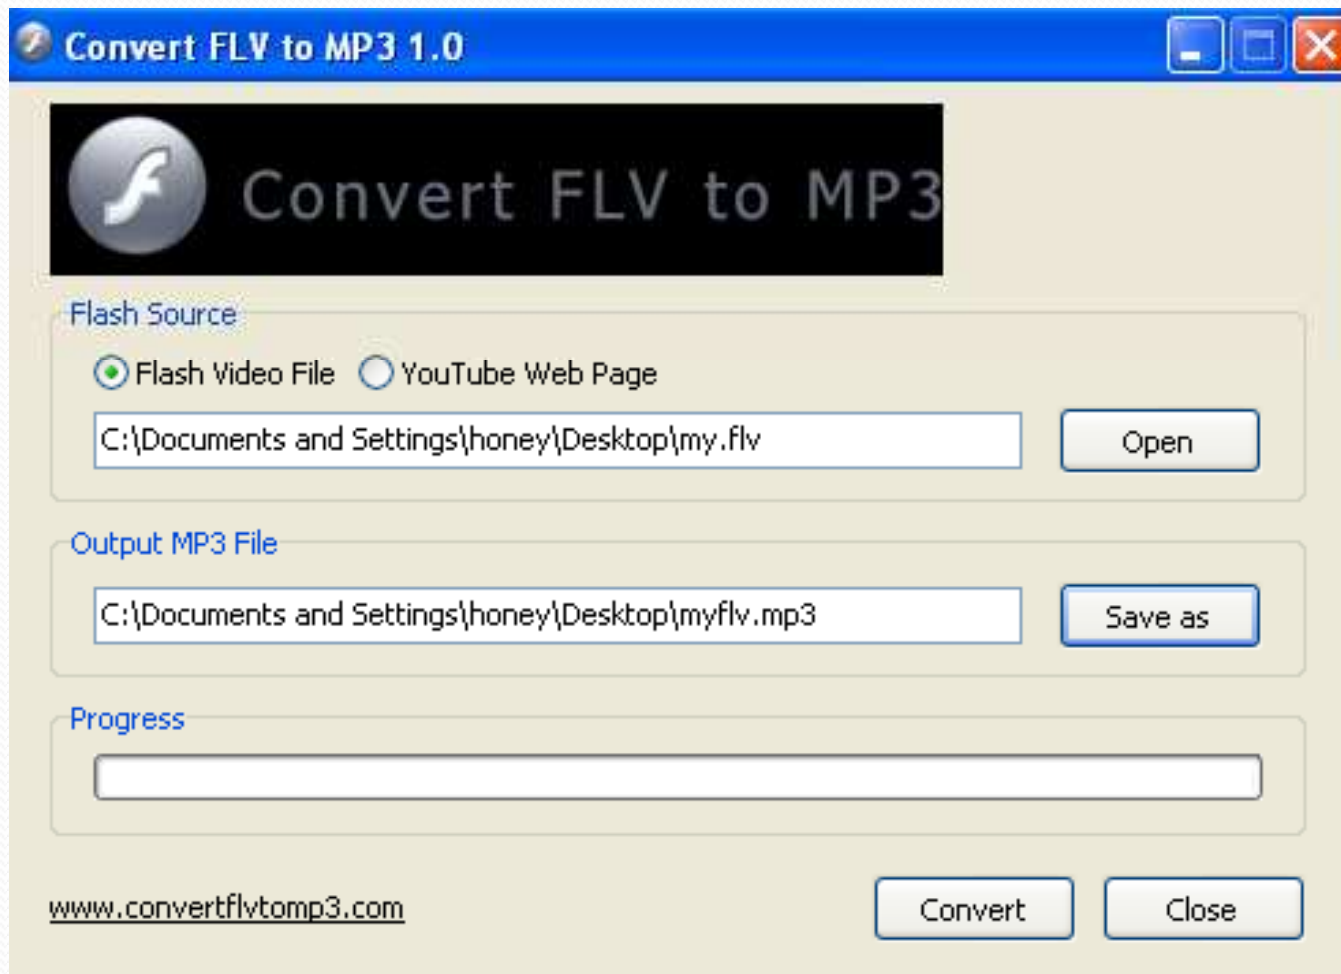 Convert FLV to MP3 1.0
Convert FLV to MP3
Flash Source
Flash Video File YouTube Web Page
C:\Documents and Settings\honey\Desktop\my.flv
Open
Output MP3 File
C:\Documents and Settings\honey\Desktop\myflv.mp3
Save as
Progress
www.convertflvtomp3.com
Convert
Close